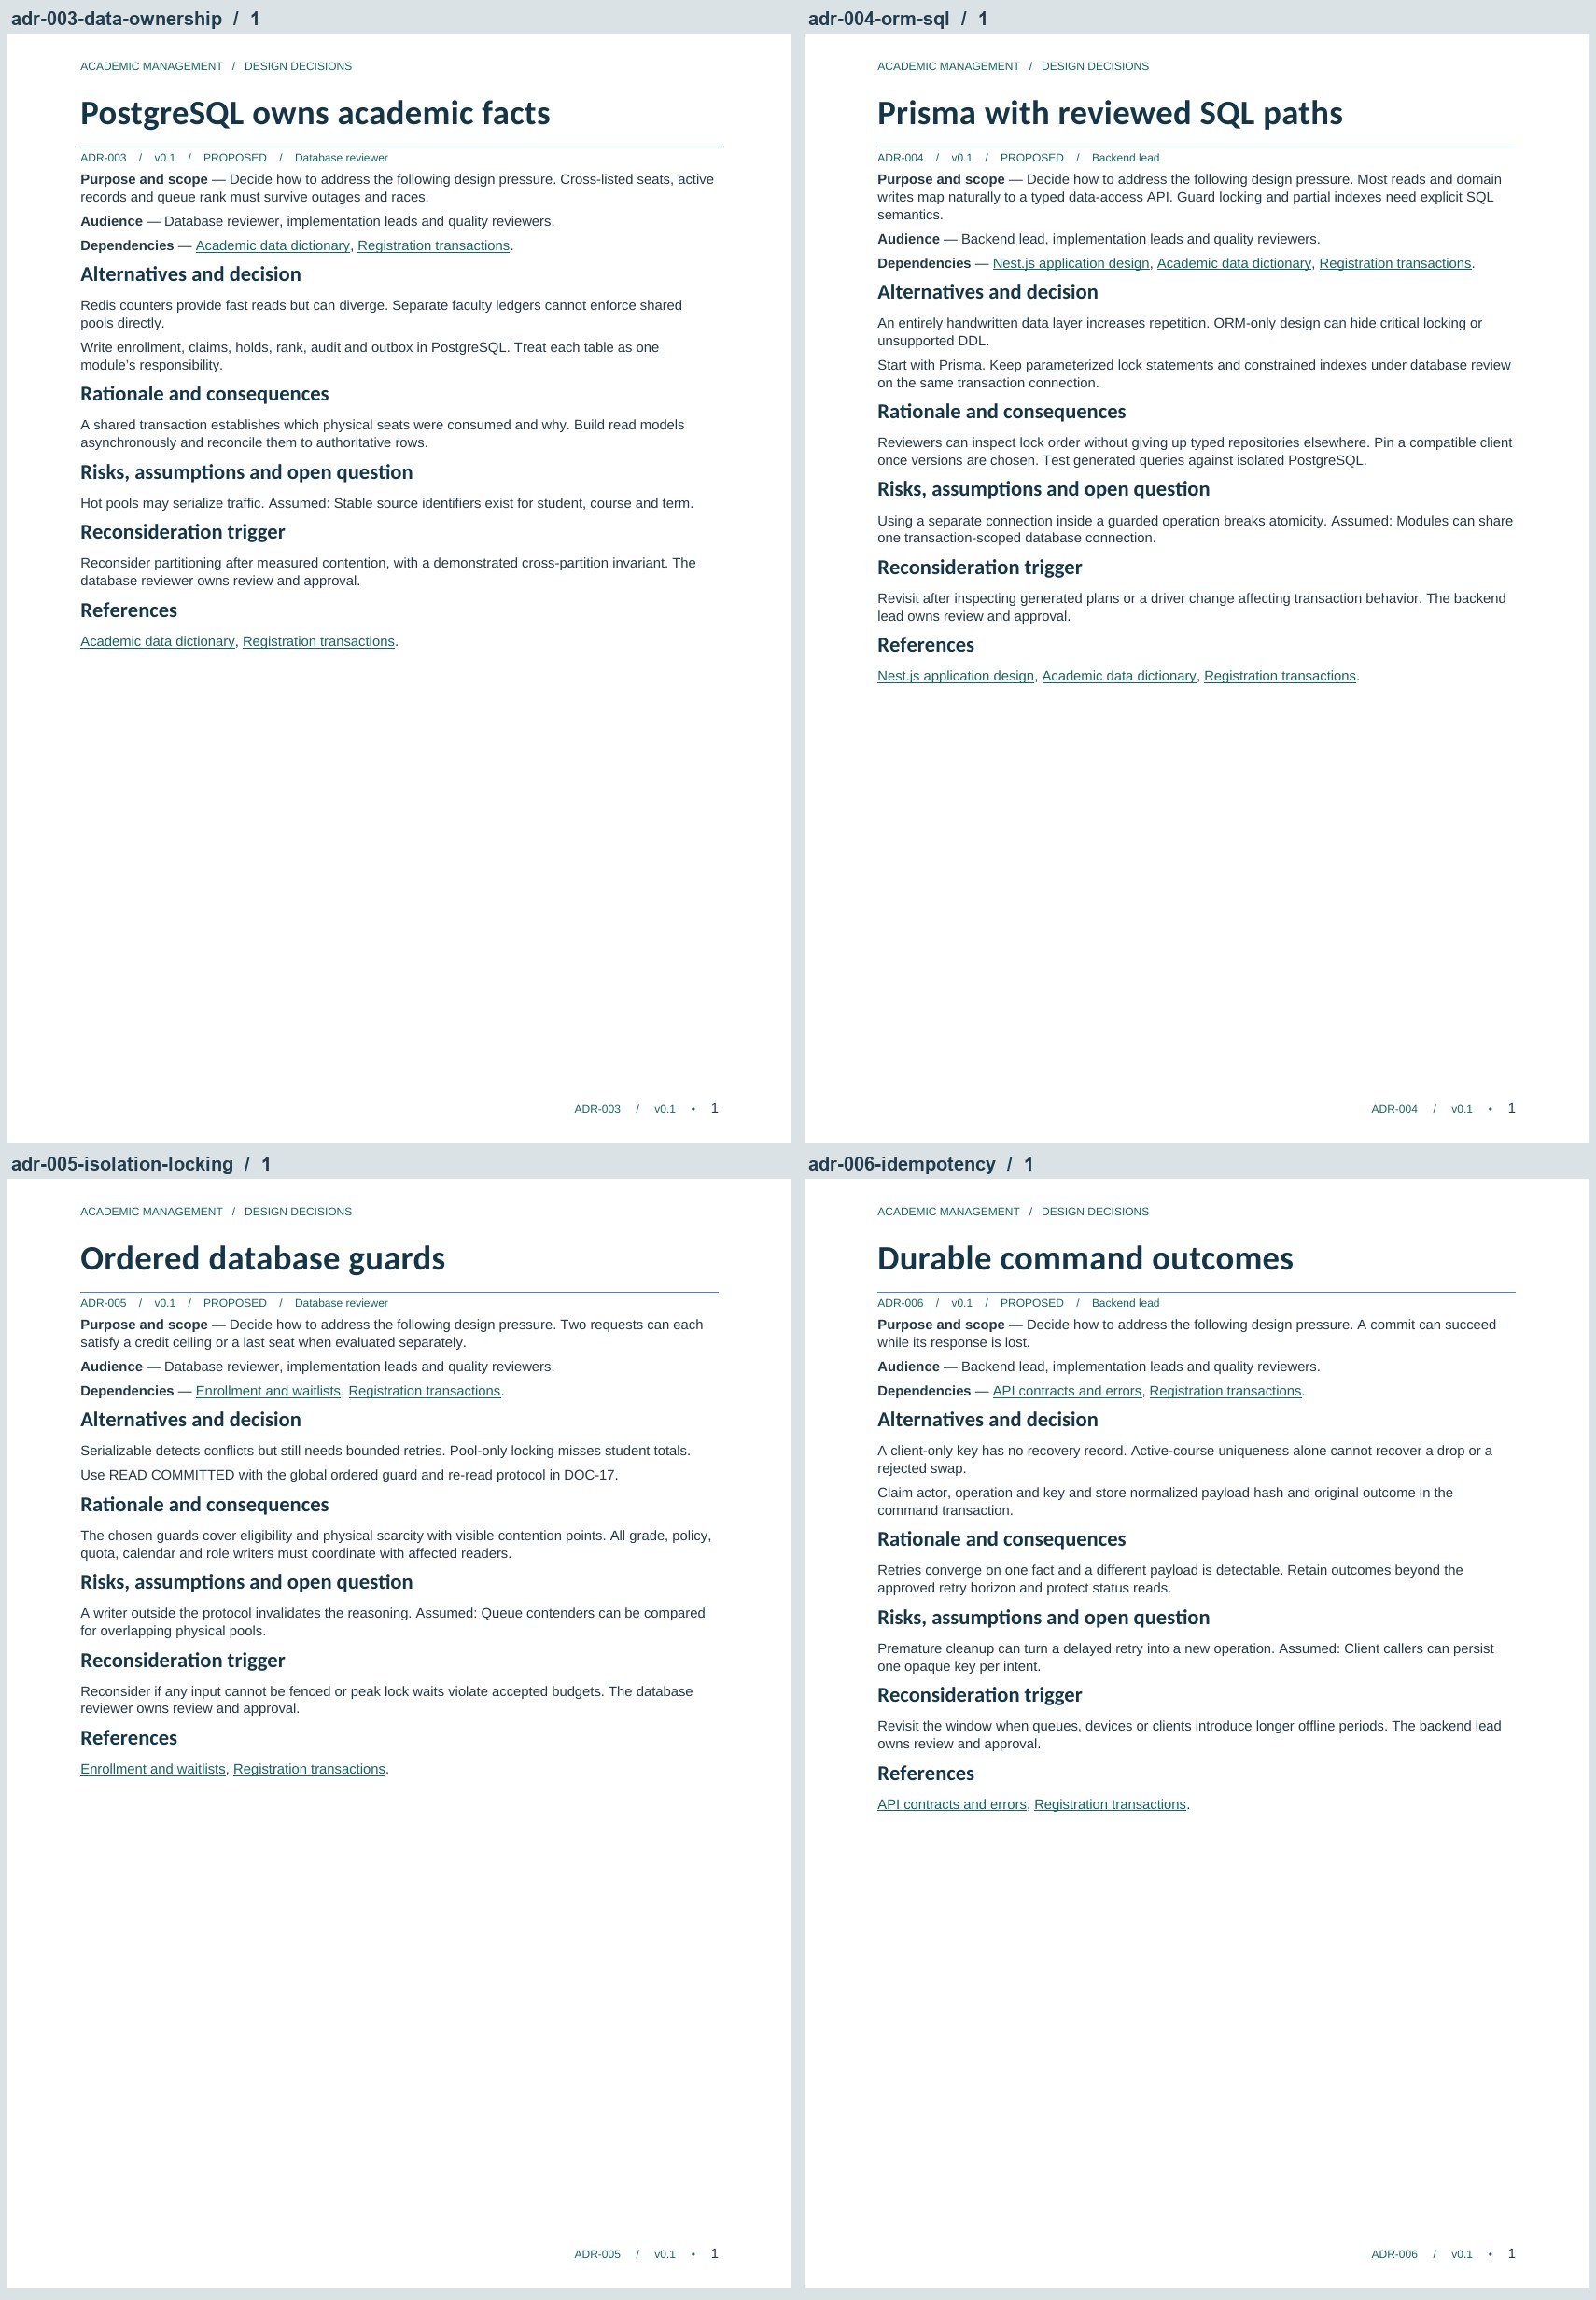 adr-003-data-ownership / 1
ACADEMIC MANAGEMENT / DESIGN DECISIONS
PostgreSQL owns academic facts
ADR-003 / v0.1 / PROPOSED / Database reviewer
Purpose and scope — Decide how to address the following design pressure. Cross-listed seats, active
records and queue rank must survive outages and races.
Audience — Database reviewer, implementation leads and quality reviewers.
Dependencies — Academic data dictionary, Registration transactions.
Alternatives and decision
Redis counters provide fast reads but can diverge. Separate faculty ledgers cannot enforce shared
pools directly.
Write enrollment, claims, holds, rank, audit and outbox in PostgreSQL. Treat each table as one
module’s responsibility.
Rationale and consequences
A shared transaction establishes which physical seats were consumed and why. Build read models
asynchronously and reconcile them to authoritative rows.
Risks, assumptions and open question
Hot pools may serialize traffic. Assumed: Stable source identifiers exist for student, course and term.
Reconsideration trigger
Reconsider partitioning after measured contention, with a demonstrated cross-partition invariant. The
database reviewer owns review and approval.
References
Academic data dictionary, Registration transactions.
ADR-003 / v0.1 • 1
adr-004-orm-sql / 1
ACADEMIC MANAGEMENT / DESIGN DECISIONS
Prisma with reviewed SQL paths
ADR-004 / v0.1 / PROPOSED / Backend lead
Purpose and scope — Decide how to address the following design pressure. Most reads and domain
writes map naturally to a typed data-access API. Guard locking and partial indexes need explicit SQL
semantics.
Audience — Backend lead, implementation leads and quality reviewers.
Dependencies — Nest.js application design, Academic data dictionary, Registration transactions.
Alternatives and decision
An entirely handwritten data layer increases repetition. ORM-only design can hide critical locking or
unsupported DDL.
Start with Prisma. Keep parameterized lock statements and constrained indexes under database review
on the same transaction connection.
Rationale and consequences
Reviewers can inspect lock order without giving up typed repositories elsewhere. Pin a compatible client
once versions are chosen. Test generated queries against isolated PostgreSQL.
Risks, assumptions and open question
Using a separate connection inside a guarded operation breaks atomicity. Assumed: Modules can share
one transaction-scoped database connection.
Reconsideration trigger
Revisit after inspecting generated plans or a driver change affecting transaction behavior. The backend
lead owns review and approval.
References
Nest.js application design, Academic data dictionary, Registration transactions.
ADR-004 / v0.1 • 1
adr-005-isolation-locking / 1
ACADEMIC MANAGEMENT / DESIGN DECISIONS
Ordered database guards
ADR-005 / v0.1 / PROPOSED / Database reviewer
Purpose and scope — Decide how to address the following design pressure. Two requests can each
satisfy a credit ceiling or a last seat when evaluated separately.
Audience — Database reviewer, implementation leads and quality reviewers.
Dependencies — Enrollment and waitlists, Registration transactions.
Alternatives and decision
Serializable detects conflicts but still needs bounded retries. Pool-only locking misses student totals.
Use READ COMMITTED with the global ordered guard and re-read protocol in DOC-17.
Rationale and consequences
The chosen guards cover eligibility and physical scarcity with visible contention points. All grade, policy,
quota, calendar and role writers must coordinate with affected readers.
Risks, assumptions and open question
A writer outside the protocol invalidates the reasoning. Assumed: Queue contenders can be compared
for overlapping physical pools.
Reconsideration trigger
Reconsider if any input cannot be fenced or peak lock waits violate accepted budgets. The database
reviewer owns review and approval.
References
Enrollment and waitlists, Registration transactions.
ADR-005 / v0.1 • 1
adr-006-idempotency / 1
ACADEMIC MANAGEMENT / DESIGN DECISIONS
Durable command outcomes
ADR-006 / v0.1 / PROPOSED / Backend lead
Purpose and scope — Decide how to address the following design pressure. A commit can succeed
while its response is lost.
Audience — Backend lead, implementation leads and quality reviewers.
Dependencies — API contracts and errors, Registration transactions.
Alternatives and decision
A client-only key has no recovery record. Active-course uniqueness alone cannot recover a drop or a
rejected swap.
Claim actor, operation and key and store normalized payload hash and original outcome in the
command transaction.
Rationale and consequences
Retries converge on one fact and a different payload is detectable. Retain outcomes beyond the
approved retry horizon and protect status reads.
Risks, assumptions and open question
Premature cleanup can turn a delayed retry into a new operation. Assumed: Client callers can persist
one opaque key per intent.
Reconsideration trigger
Revisit the window when queues, devices or clients introduce longer offline periods. The backend lead
owns review and approval.
References
API contracts and errors, Registration transactions.
ADR-006 / v0.1 • 1